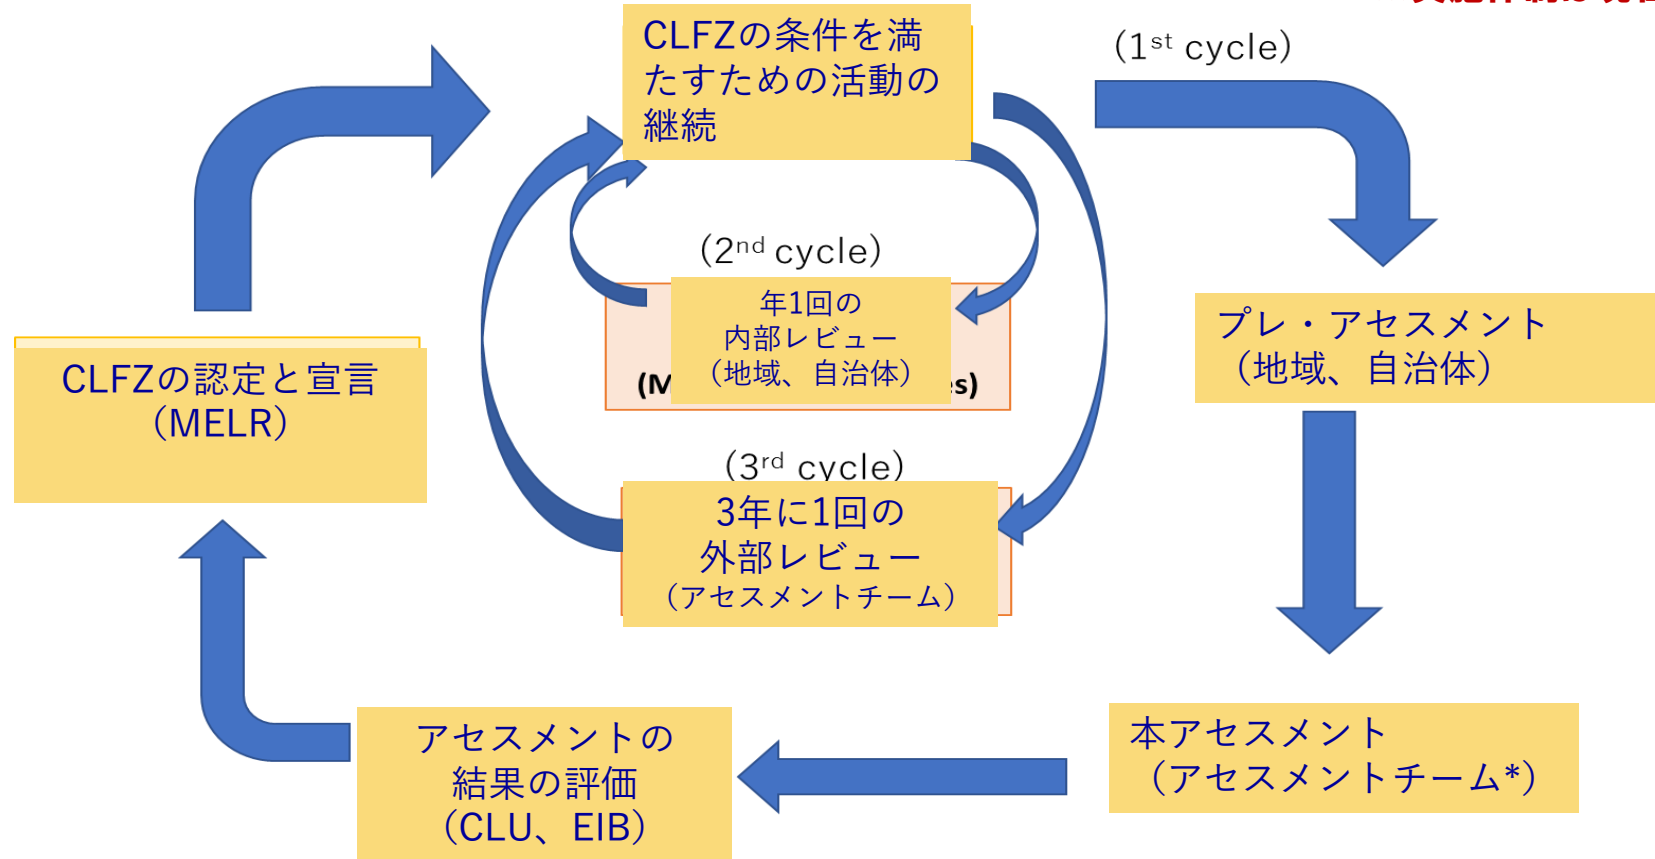 CLFZの条件を満
たすための活動の
継続
(1st cycle)
(2nd cycle)
年1回の
内部レビュー
（地域、自治体）
プレ・アセスメント
（地域、自治体）
CLFZの認定と宣言
（MELR）
(3rd cycle)
3年に1回の
外部レビュー
（アセスメントチーム）
アセスメントの
結果の評価
（CLU、EIB）
本アセスメント
（アセスメントチーム*）